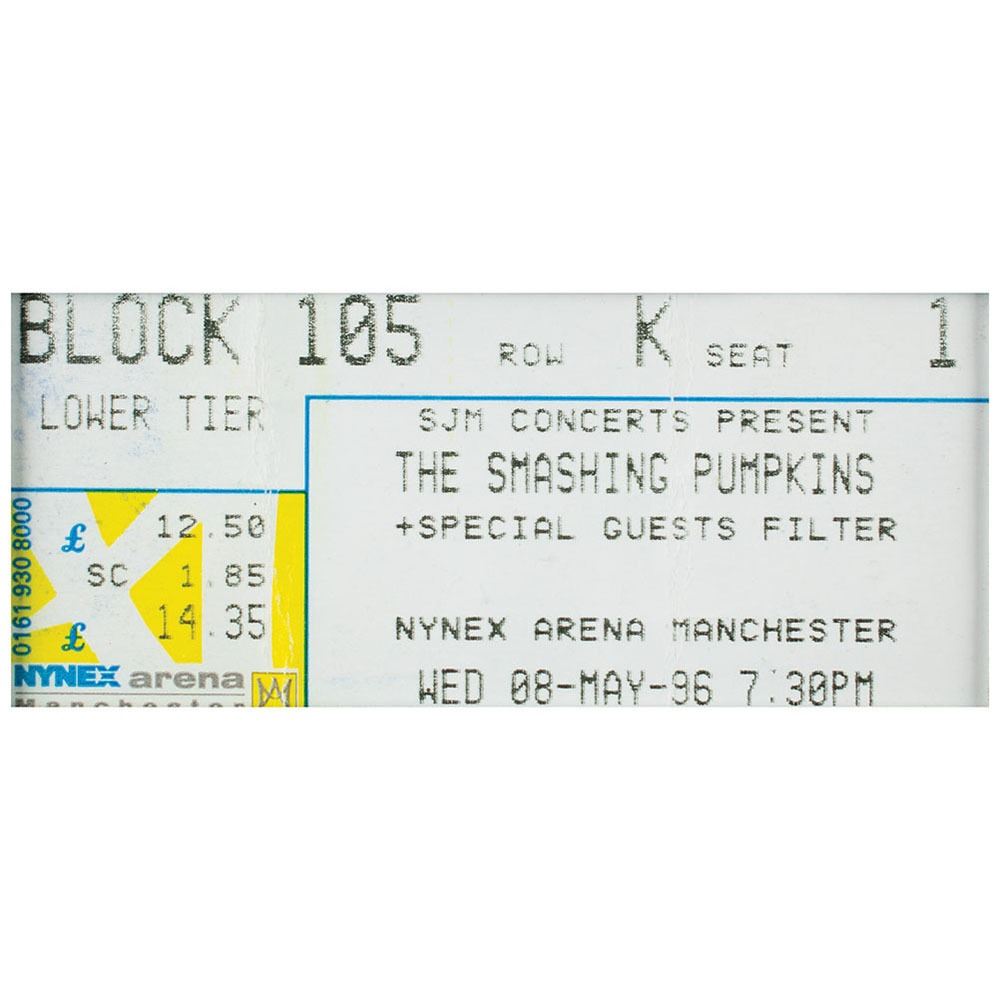 BLOCK 105 ROW K SEAT 1
LOWER TIER
SJM CONCERTS PRESENT
THE SMASHING PUMPKINS
+SPECIAL GUESTS FILTER
NYNEX ARENA MANCHESTER
WED 08-MAY-96 7:30PM
£ 12.50
SC 1.85
£ 14.35
0161 930 8000
NYNEX arena
Manchester